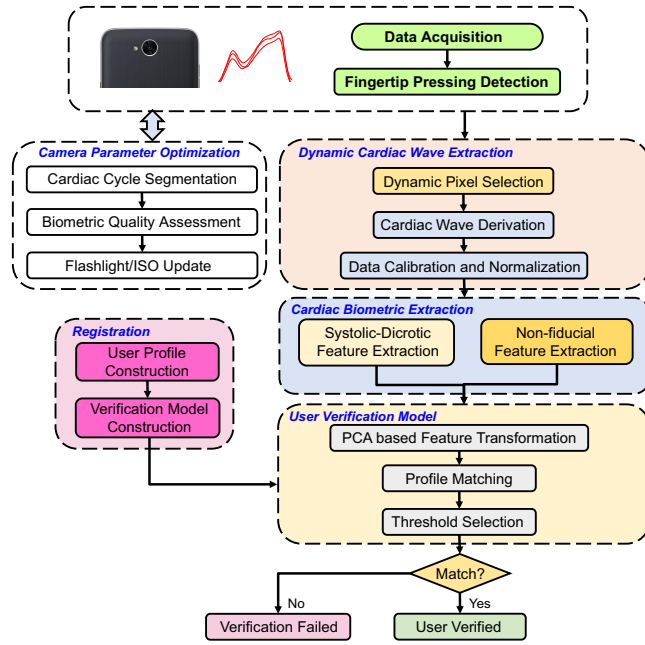 Data Acquisition
Fingertip Pressing Detection
Camera Parameter Optimization
Cardiac Cycle Segmentation
Biometric Quality Assessment
Flashlight/ISO Update
Dynamic Cardiac Wave Extraction
Dynamic Pixel Selection
Cardiac Wave Derivation
Data Calibration and Normalization
Cardiac Biometric Extraction
Systolic-Dicrotic
Feature Extraction
Non-fiducial
Feature Extraction
Registration
User Profile
Construction
Verification Model
Construction
User Verification Model
PCA based Feature Transformation
Profile Matching
Threshold Selection
Match?
No
Yes
Verification Failed
User Verified